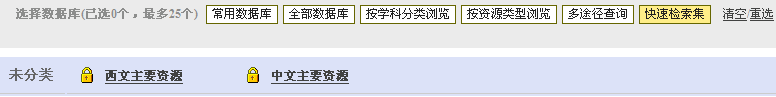 选择数据库(已选0个，最多25个) 常用数据库 全部数据库 按学科分类浏览 按资源类型浏览 多途径查询 快速检索集 清空/重选
未分类 西文主要资源 中文主要资源